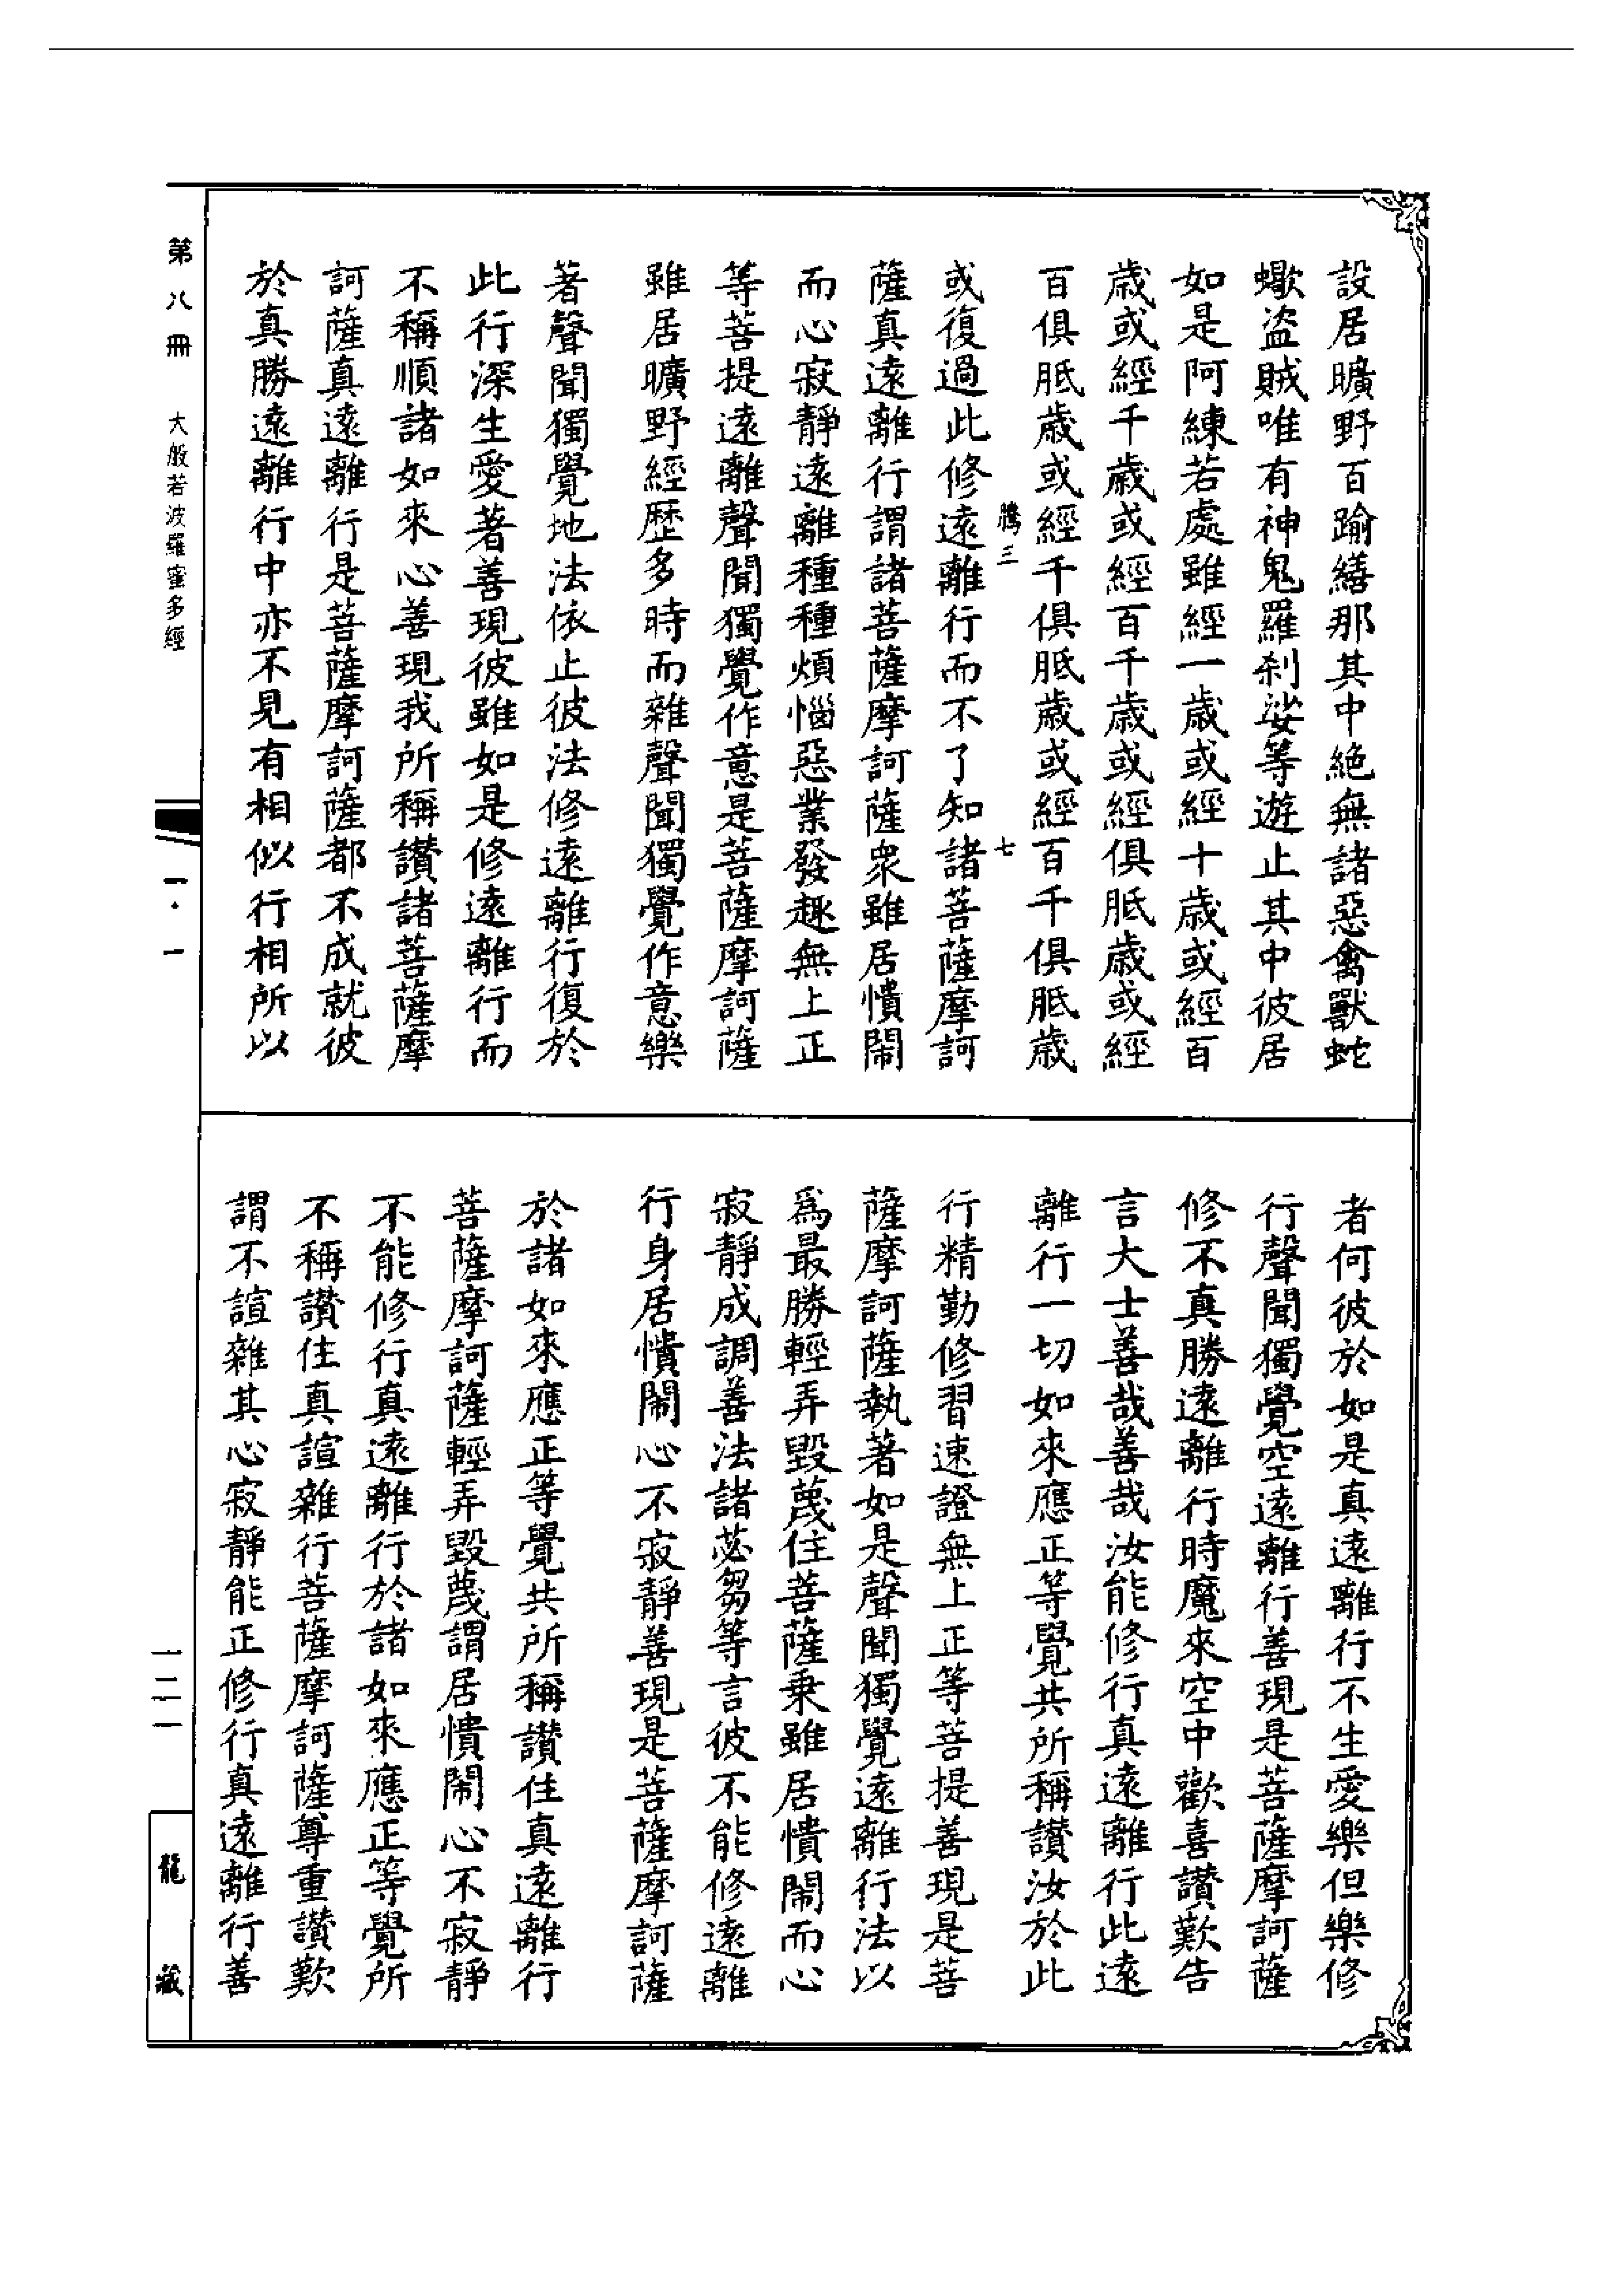 設居曠野百踰繕那其中絶無諸惡禽獸蛇
蠍盗賊唯有神鬼羅刹娑等遊止其中彼居
如是阿練若處雖經一歳或經十歳或經百
歳或經千歳或經百千歳或經俱胝歳或經
百俱胝歳或經千俱胝歳或經百千俱胝歳
騰三 七
或復過此修遠離行而不了知諸菩薩摩訶
薩真遠離行謂諸菩薩摩訶薩衆雖居憒閙
而心寂靜遠離種種煩惱惡業發趣無上正
等菩提遠離聲聞獨覺作意是菩薩摩訶薩
雖居曠野經歴多時而雜聲聞獨覺作意樂
著聲聞獨覺地法依止彼法修遠離行復於
此行深生愛著善現彼雖如是修遠離行而
不稱順諸如來心善現我所稱讃諸菩薩摩
訶薩真遠離行是菩薩摩訶薩都不成就彼
於真勝遠離行中亦不見有相似行相所以
者何彼於如是真遠離行不生愛樂但樂修
行聲聞獨覺空遠離行善現是菩薩摩訶薩
修不真勝遠離行時魔來空中歡喜讃歎告
言大士善哉善哉汝能修行真遠離行此遠
離行一切如來應正等覺共所稱讃汝於此
行精勤修習速證無上正等菩提善現是菩
薩摩訶薩執著如是聲聞獨覺遠離行法以
爲最勝輕弄毀蔑住菩薩乘雖居憒閙而心
寂靜成調善法諸苾芻等言彼不能修遠離
行身居憒閙心不寂靜善現是菩薩摩訶薩
於諸如來應正等覺共所稱讃住真遠離行
菩薩摩訶薩輕弄毀蔑謂居憒閙心不寂靜
不能修行真遠離行於諸如來應正等覺所
不稱讃住真諠雜行菩薩摩訶薩尊重讃歎
謂不諠雜其心寂靜能正修行真遠離行善
第八冊 大般若波羅蜜多經
一·一
一二一
龍藏